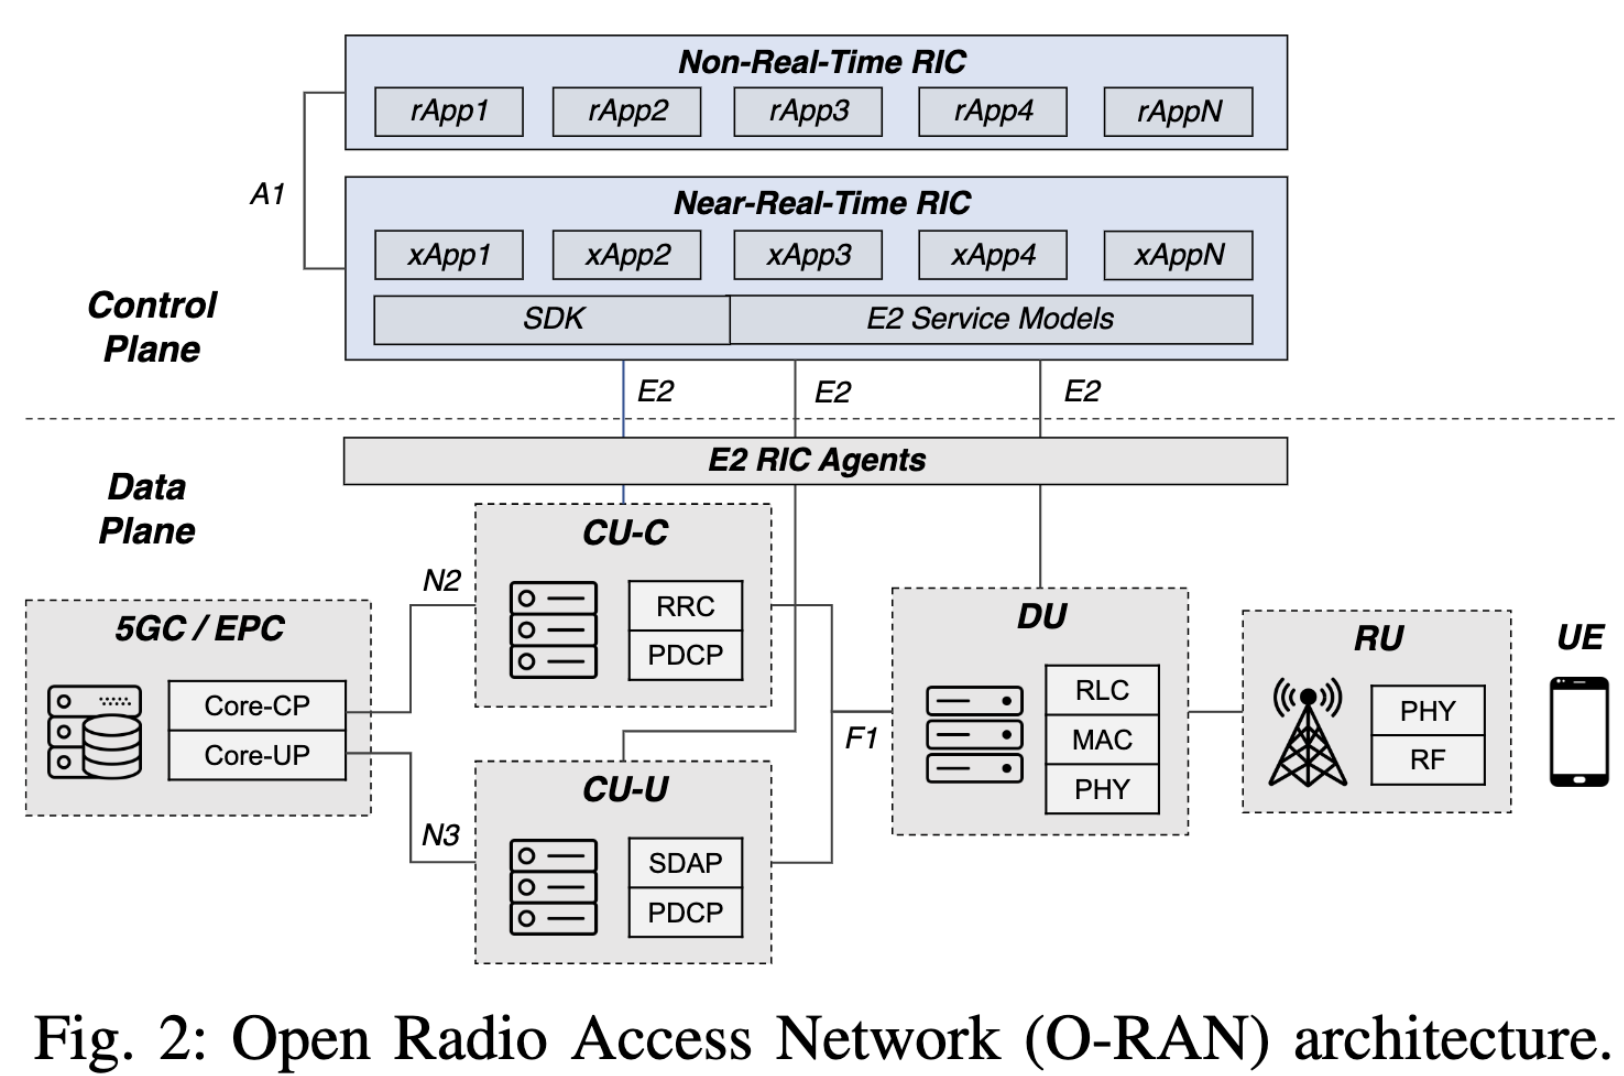 Non-Real-Time RIC
rApp1 rApp2 rApp3 rApp4 rAppN
A1
Near-Real-Time RIC
xApp1 xApp2 xApp3 xApp4 xAppN
SDK E2 Service Models
Control
Plane
E2 E2 E2
E2 RIC Agents
Data
Plane
CU-C
RRC
PDCP
N2
5GC / EPC
Core-CP
Core-UP
N3
CU-U
SDAP
PDCP
F1
DU
RLC
MAC
PHY
RU
PHY
RF
UE
Fig. 2: Open Radio Access Network (O-RAN) architecture.